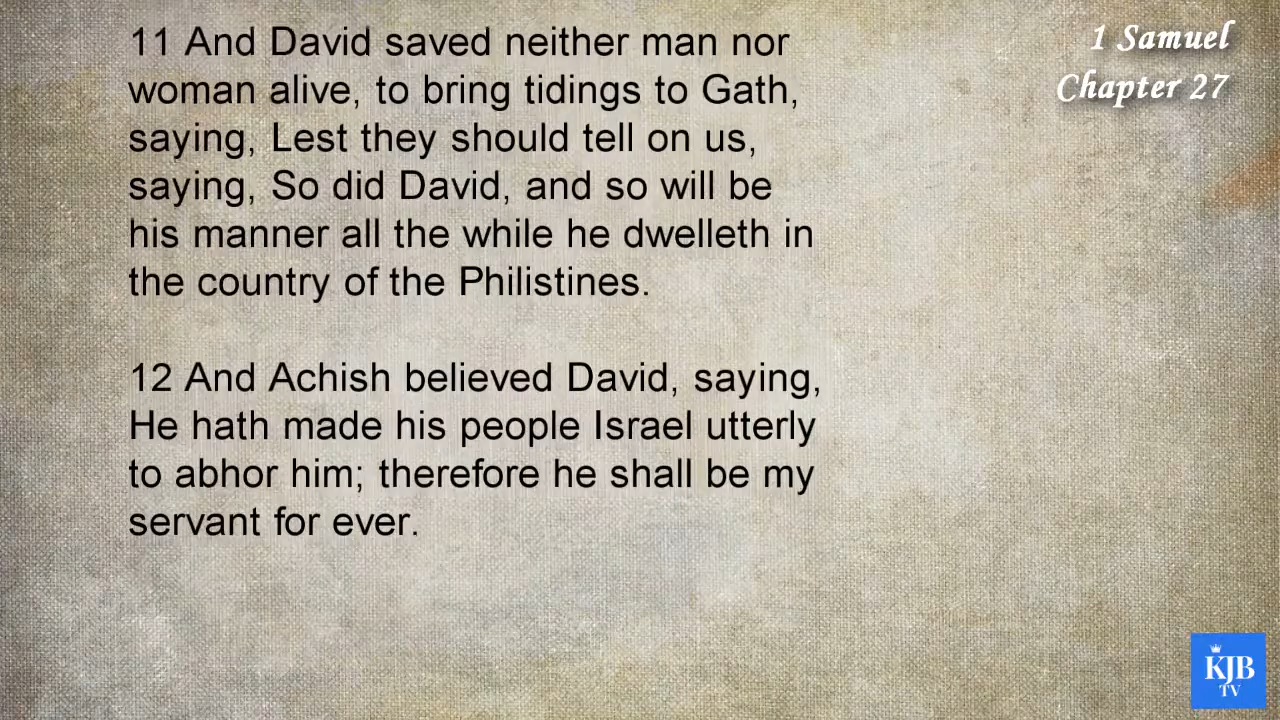 11 And David saved neither man nor
woman alive, to bring tidings to Gath,
saying, Lest they should tell on us,
saying, So did David, and so will be
his manner all the while he dwelleth in
the country of the Philistines.
12 And Achish believed David, saying,
He hath made his people Israel utterly
to abhor him; therefore he shall be my
servant for ever.
1 Samuel
Chapter 27
KJB
TV